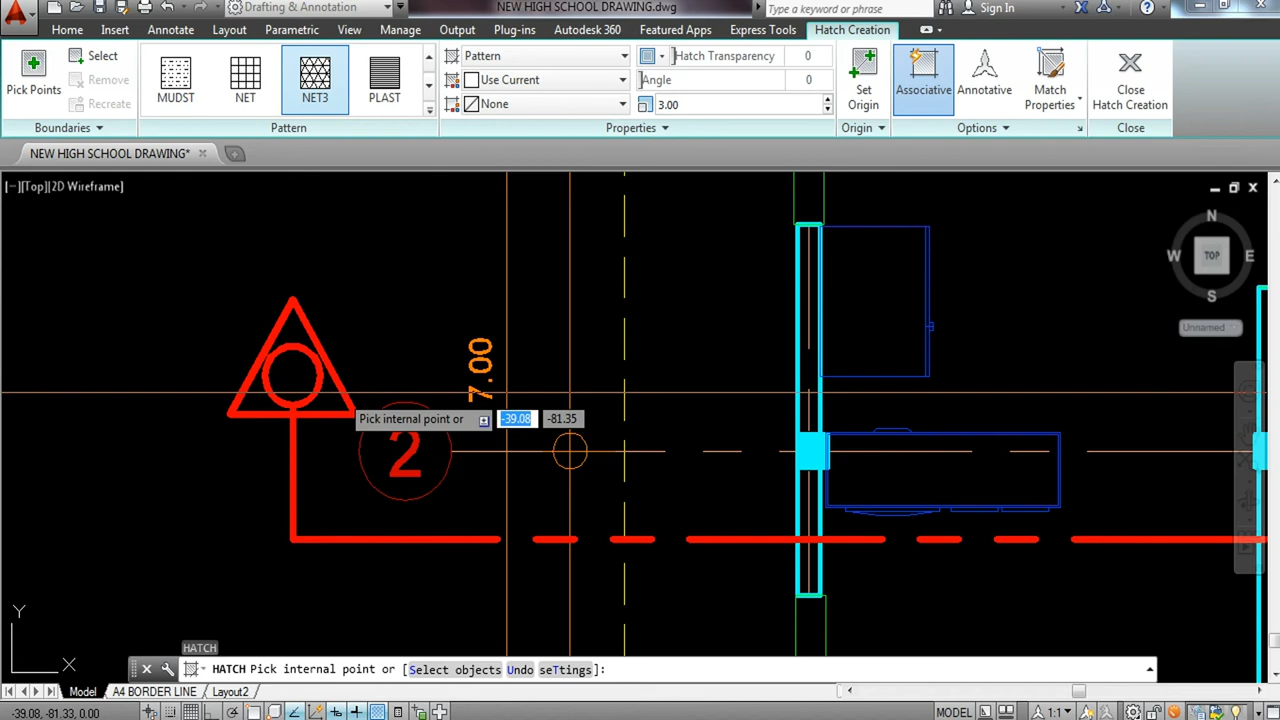 Drafting & Annotation
NEW HIGH SCHOOL DRAWING.dwg
Type a keyword or phrase
Sign In
Home Insert Annotate Layout Parametric View Manage Output Plug-ins Autodesk 360 Featured Apps Express Tools Hatch Creation
Pick Points
Select
Remove
Recreate
Boundaries
MUDST NET NET3 PLAST
Pattern
Pattern
Use Current
None
Hatch Transparency 0
Angle 0
3.00
Properties
Set
Origin
Origin
Associative
Annotative
Match
Properties
Options
Close
Hatch Creation
Close
NEW HIGH SCHOOL DRAWING*
[−][Top][2D Wireframe]
N
W TOP E
S
Unnamed
7.00
2
Pick internal point or -39.08 -81.35
Y
X
HATCH
HATCH Pick internal point or [Select objects Undo seTtings]:
Model A4 BORDER LINE Layout2
-39.08, -81.33, 0.00
MODEL
1:1